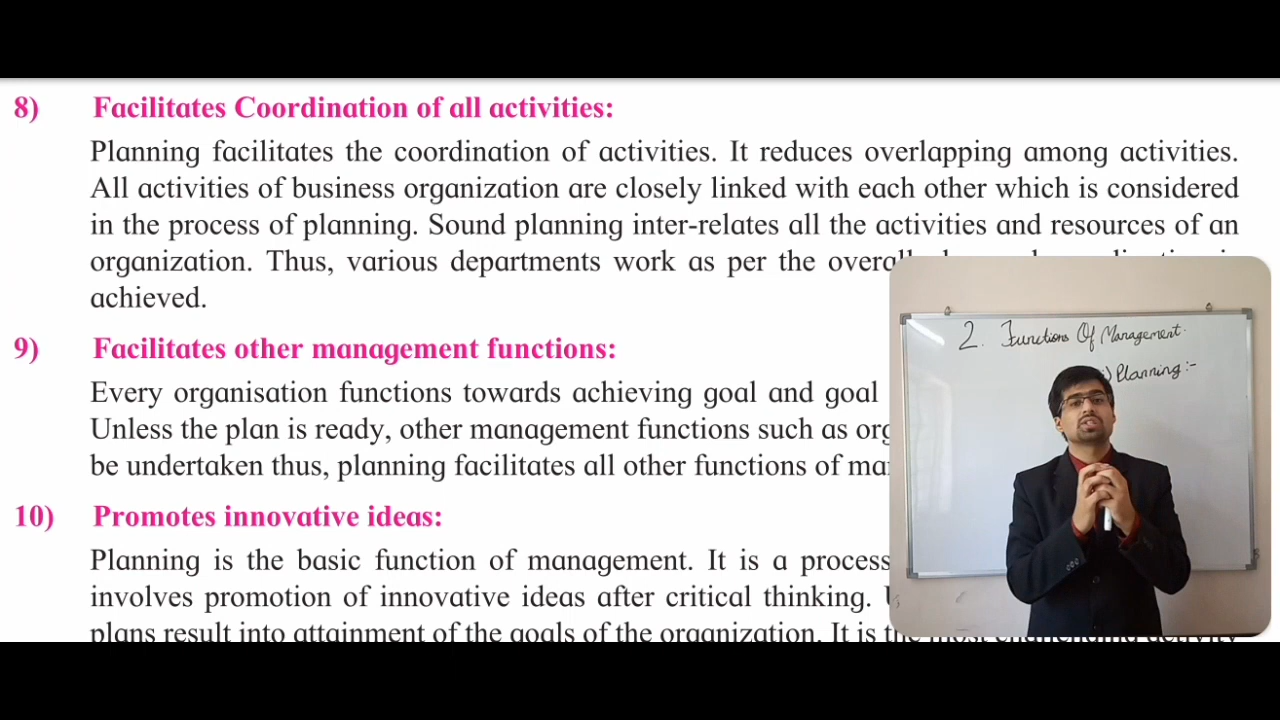 8) Facilitates Coordination of all activities:
Planning facilitates the coordination of activities. It reduces overlapping among activities.
All activities of business organization are closely linked with each other which is considered
in the process of planning. Sound planning inter-relates all the activities and resources of an
organization. Thus, various departments work as per the
achieved.
9) Facilitates other management functions:
Every organisation functions towards achieving goal and goal
Unless the plan is ready, other management functions such as
be undertaken thus, planning facilitates all other functions of
10) Promotes innovative ideas:
Planning is the basic function of management. It is a process
involves promotion of innovative ideas after critical thinking.
plans result into attainment of the goals of the organization. It is the most challenging activity
2. Functions Of Management.
i) Planning :-